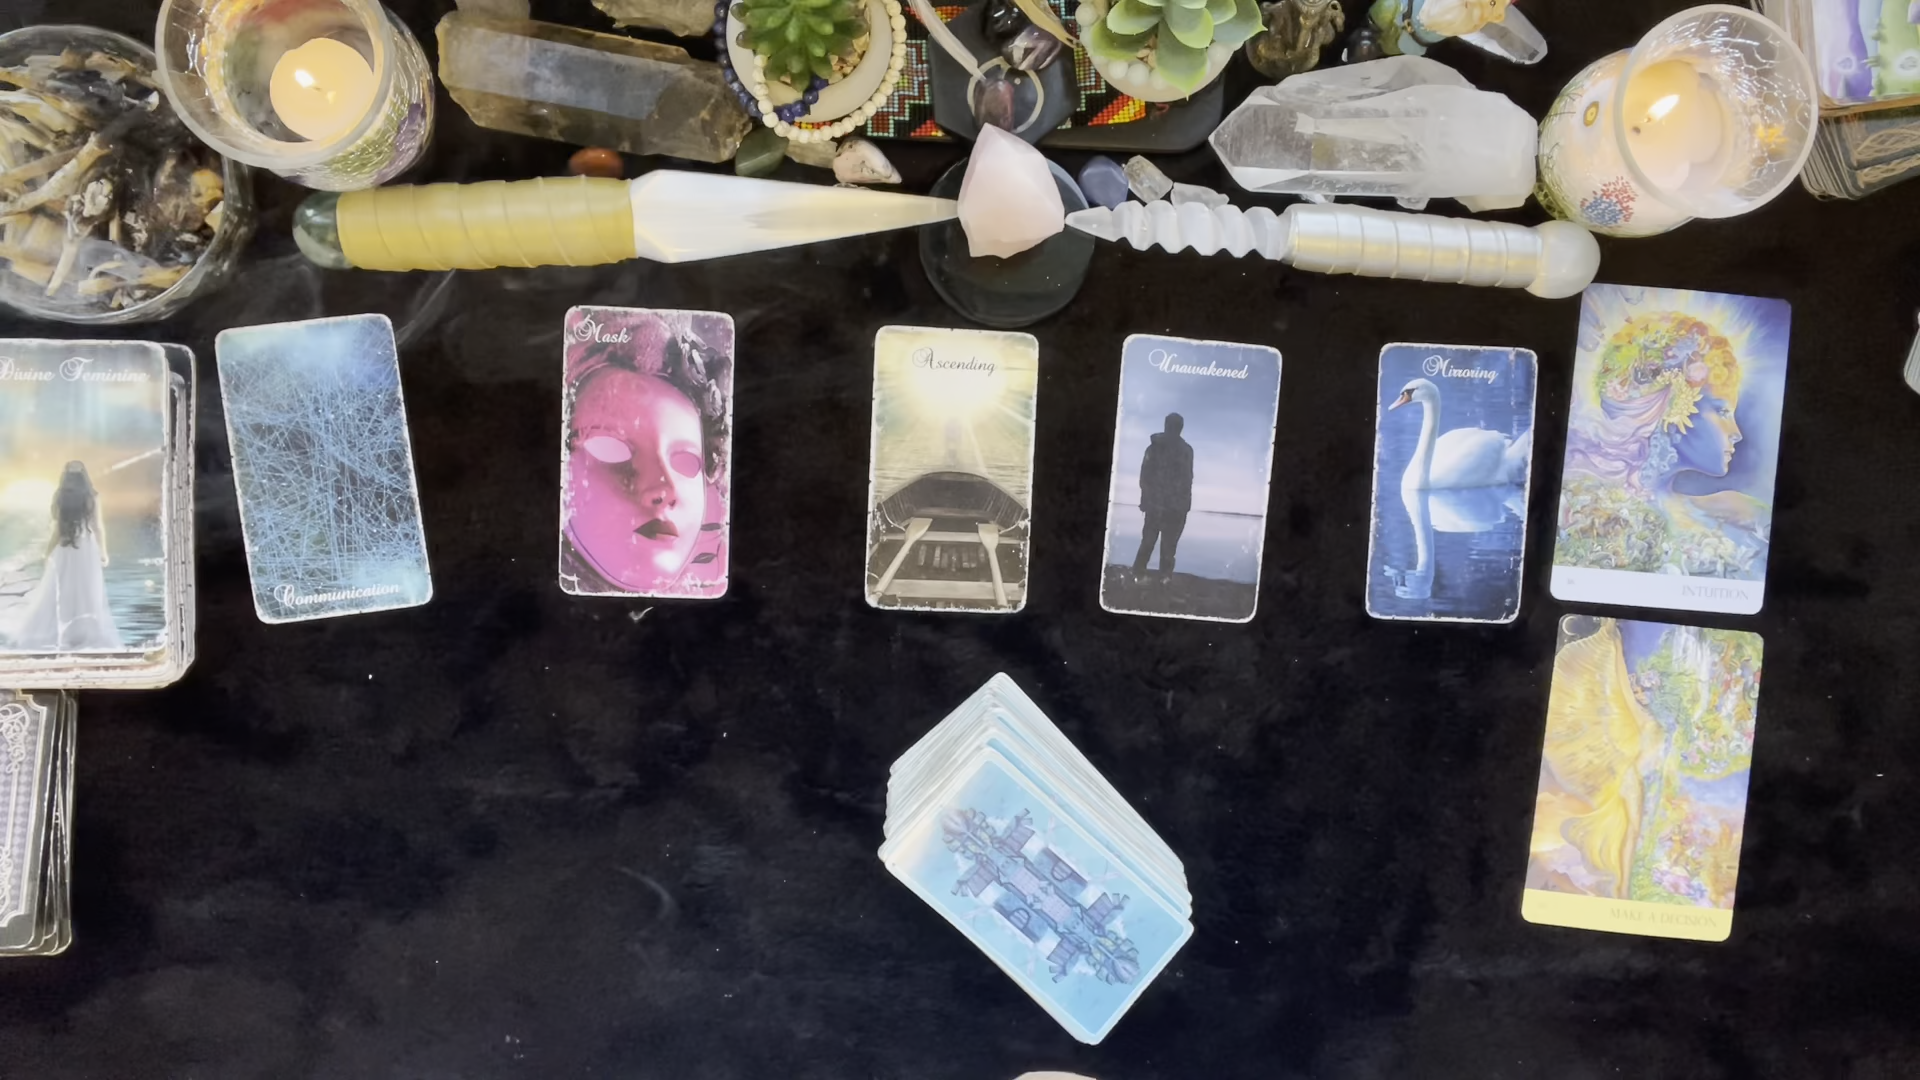 Divine Feminine
Communication
Mask
Ascending
Unawakened
Mirroring
INTUITION
MAKE A DECISION